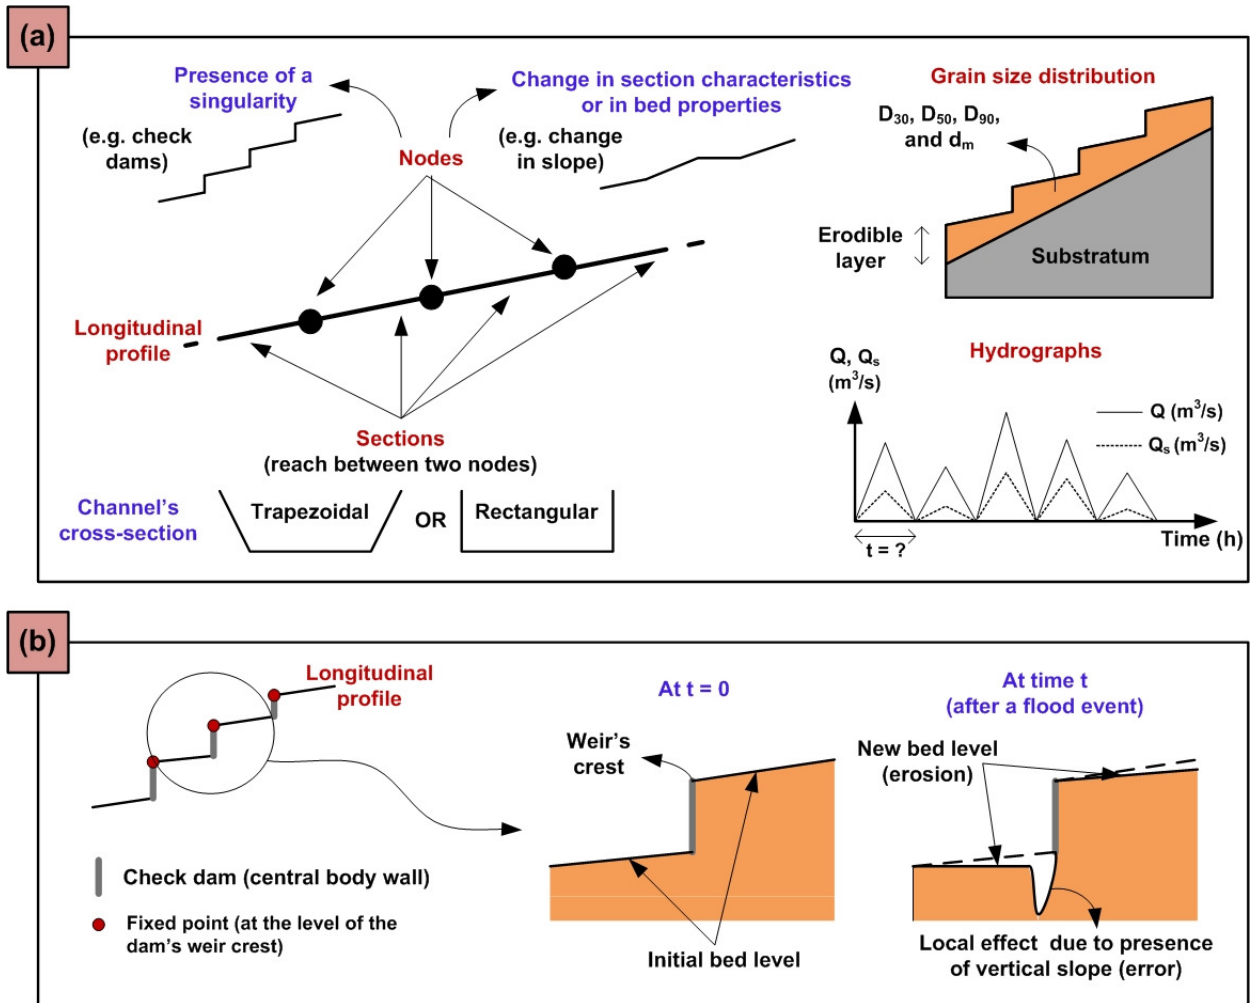 (a)
Presence of a
singularity
(e.g. check
dams)
Nodes
Change in section characteristics
or in bed properties
(e.g. change
in slope)
Grain size distribution
D30, D50, D90,
and dm
Erodible
layer
Substratum
Longitudinal
profile
Sections
(reach between two nodes)
Channel's
cross-section
Trapezoidal
OR
Rectangular
Hydrographs
Q, Qs
(m³/s)
Q (m³/s)
Qs (m³/s)
Time (h)
t = ?
(b)
Longitudinal
profile
Check dam (central body wall)
Fixed point (at the level of the
dam's weir crest)
At t = 0
Weir's
crest
Initial bed level
At time t
(after a flood event)
New bed level
(erosion)
Local effect due to presence
of vertical slope (error)